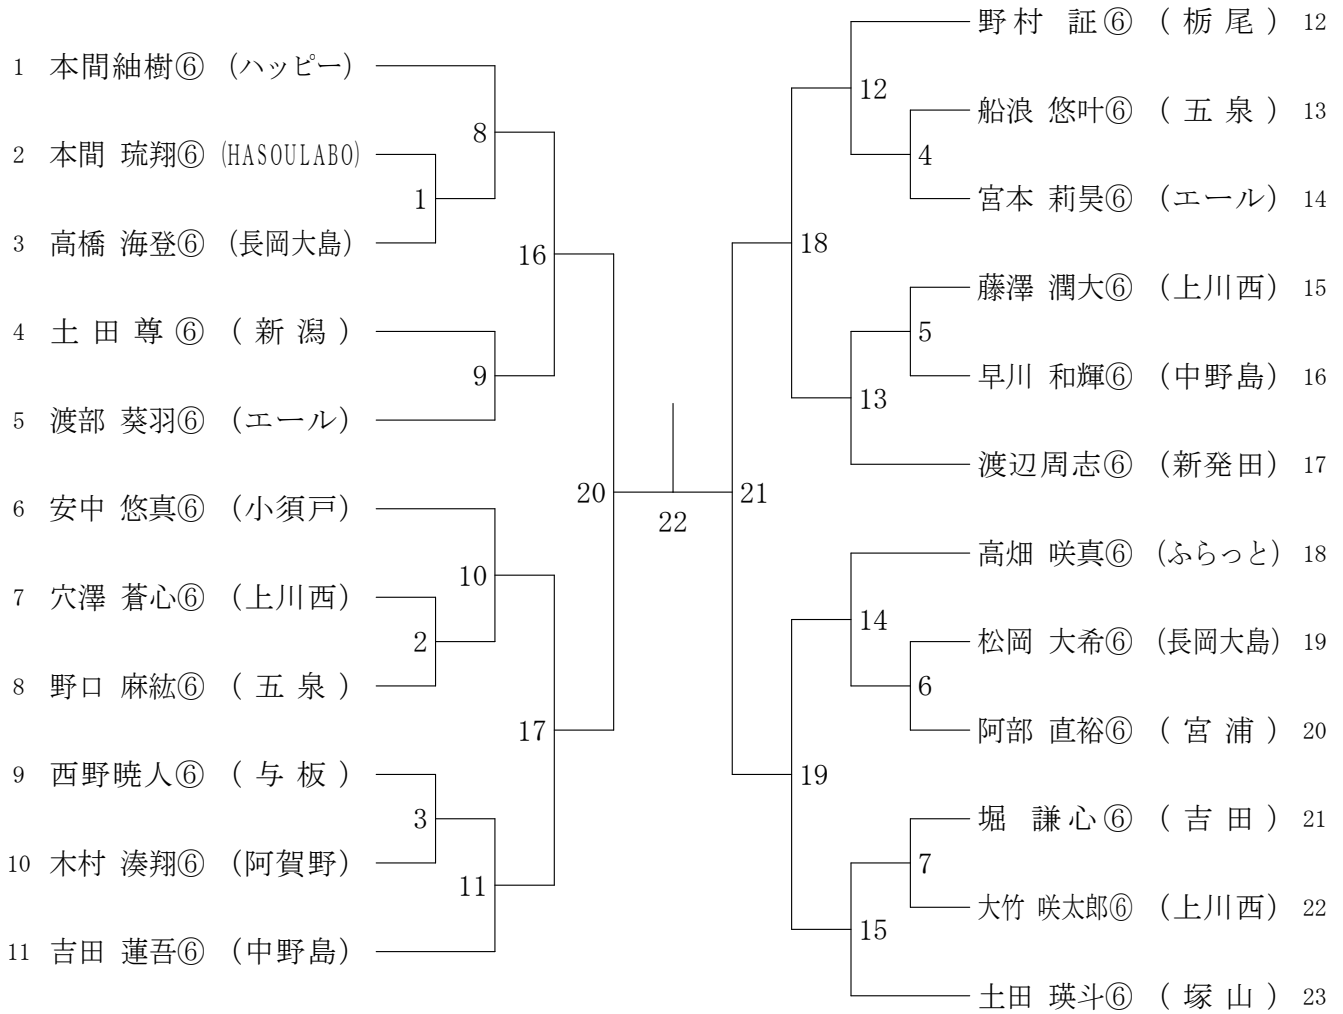 1 本間紬樹⑥ （ハッピー）
2 本間 琉翔⑥ (HASOULABO)
3 高橋 海登⑥ （長岡大島）
4 土田尊⑥ （新潟）
5 渡部 葵羽⑥ （エール）
6 安中 悠真⑥ （小須戸）
7 穴澤 蒼心⑥ （上川西）
8 野口 麻紘⑥ （五泉）
9 西野暁人⑥ （与板）
10 木村 湊翔⑥ （阿賀野）
11 吉田 蓮吾⑥ （中野島）
8
1
16
9
20
10
2
17
3
11
22
野村 証⑥ （栃尾） 12
船浪 悠叶⑥ （五泉） 13
宮本 莉昊⑥ （エール） 14
藤澤 潤大⑥ （上川西） 15
早川 和輝⑥ （中野島） 16
渡辺周志⑥ （新発田） 17
高畑 咲真⑥ （ふらっと） 18
松岡 大希⑥ （長岡大島） 19
阿部 直裕⑥ （宮浦） 20
堀 謙心⑥ （吉田） 21
大竹 咲太郎⑥ （上川西） 22
土田 瑛斗⑥ （塚山） 23
12
4
18
5
13
21
14
6
19
7
15